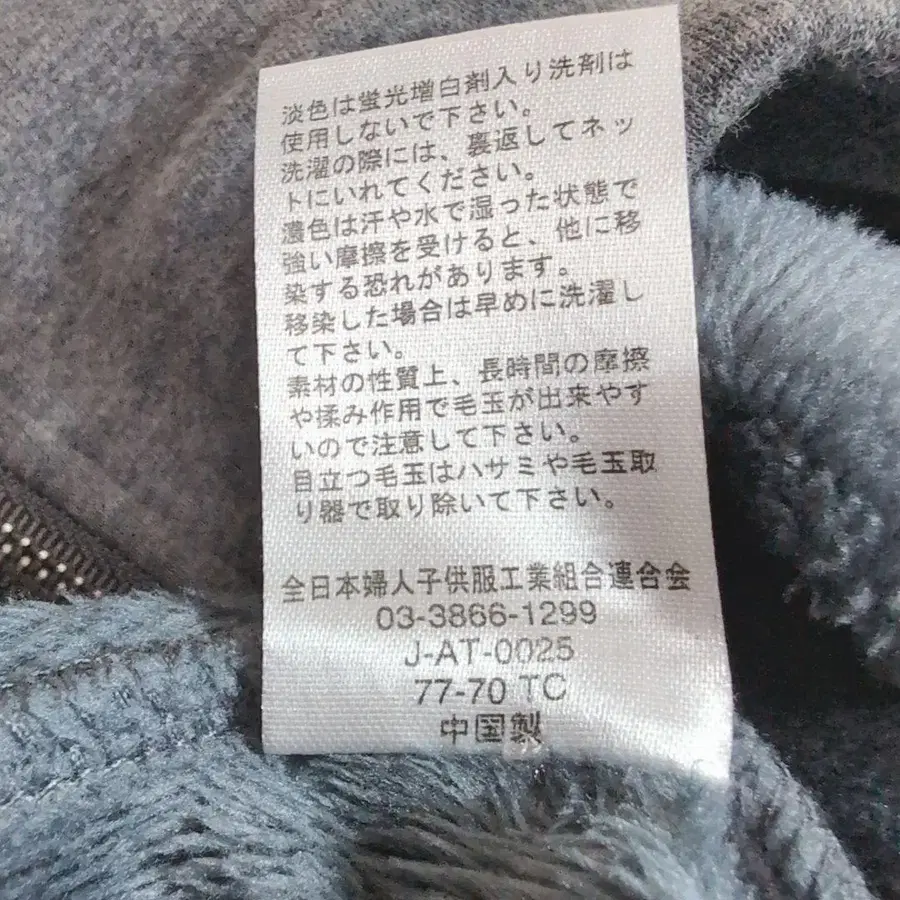 淡色は蛍光増白剤入り洗剤は
使用しないで下さい。
洗濯の際には、裏返してネッ
トにいれてください。
濃色は汗や水で湿った状態で
強い摩擦を受けると、他に移
染する恐れがあります。
移染した場合は早めに洗濯し
て下さい。
素材の性質上、長時間の摩擦
や揉み作用で毛玉が出来やす
いので注意して下さい。
目立つ毛玉はハサミや毛玉取
り器で取り除いて下さい。
全日本婦人子供服工業組合連合会
03-3866-1299
J-AT-0025
77-70 TC
中国製